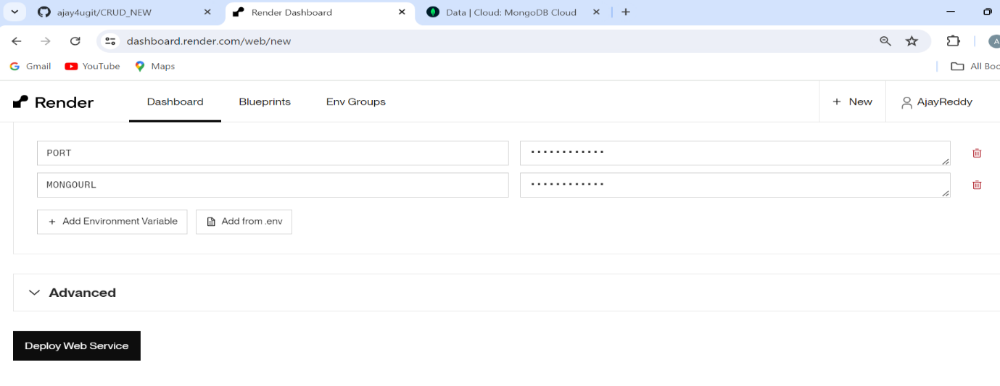 ajay4ugit/CRUD_NEW
Render Dashboard
Data | Cloud: MongoDB Cloud
dashboard.render.com/web/new
A
Gmail
YouTube
Maps
All Boo
Render
Dashboard
Blueprints
Env Groups
+ New
AjayReddy
PORT
············
MONGOURL
············
+ Add Environment Variable
Add from .env
Advanced
Deploy Web Service